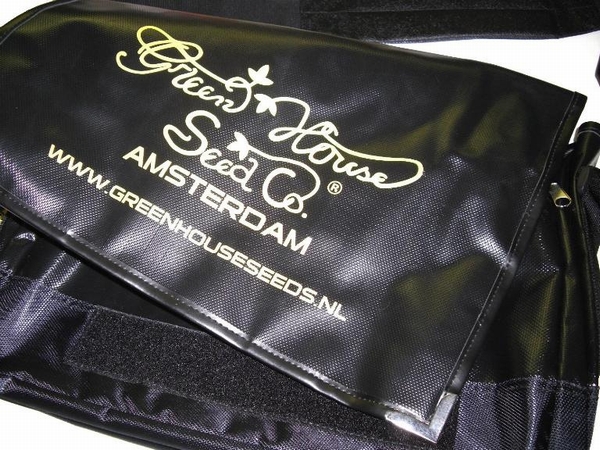 Green House
Seed Co.®
AMSTERDAM
WWW.GREENHOUSESEEDS.NL